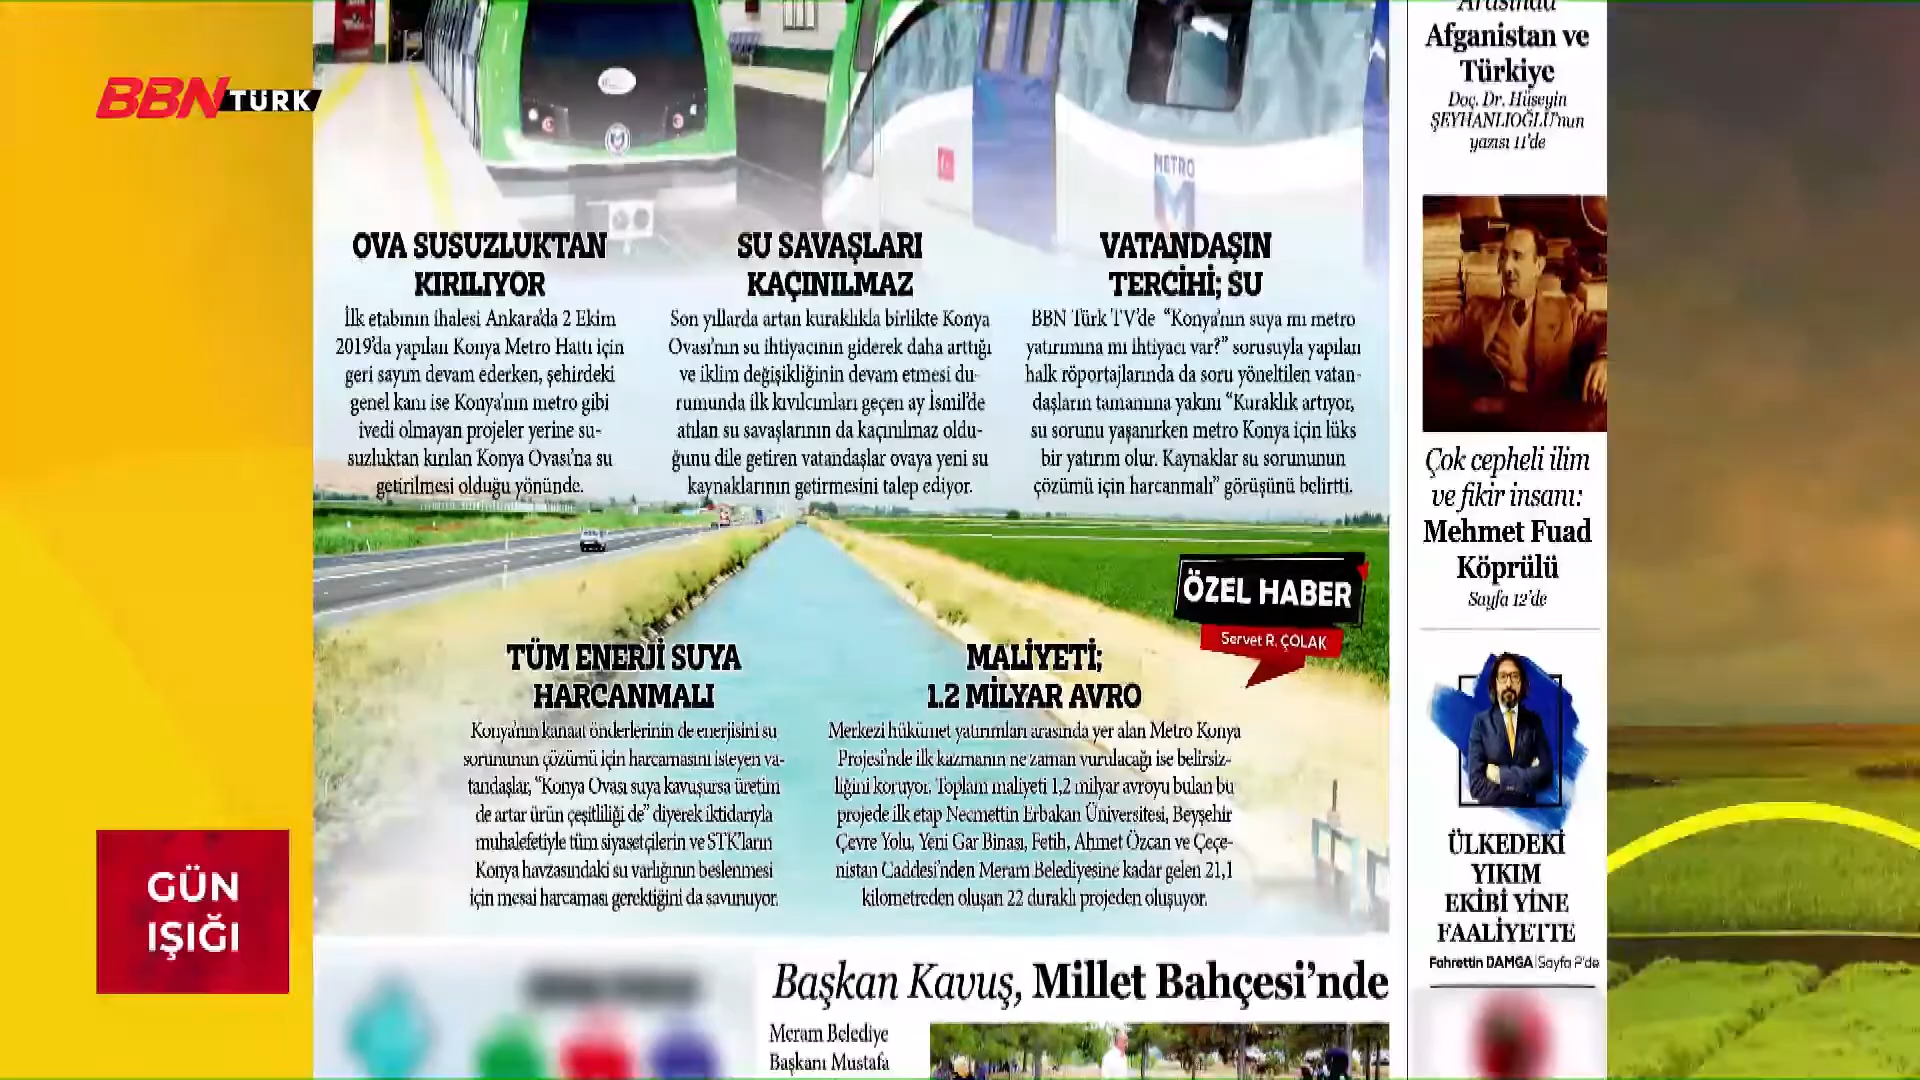 BBN TÜRK
METRO
OVA SUSUZLUKTAN
KIRILIYOR
İlk etabının ihalesi Ankara'da 2 Ekim
2019'da yapılan Konya Metro Hattı için
geri sayım devam ederken, şehirdeki
genel kanı ise Konya'nın metro gibi
ivedi olmayan projeler yerine su-
suzluktan kırılan Konya Ovası'na su
getirilmesi olduğu yönünde.
SU SAVAŞLARI
KAÇINILMAZ
Son yıllarda artan kuraklıkla birlikte Konya
Ovası'nın su ihtiyacının giderek daha arttığı
ve iklim değişikliğinin devam etmesi du-
rumunda ilk kıvılcımları geçen ay İsmil'de
atılan su savaşlarının da kaçınılmaz oldu-
ğunu dile getiren vatandaşlar ovaya yeni su
kaynaklarının getirmesini talep ediyor.
VATANDAŞIN
TERCİHİ; SU
BBN Türk TV'de “Konya'nın suya mı metro
yatırımına mı ihtiyacı var?” sorusuyla yapılan
halk röportajlarında da soru yöneltilen vatan-
daşların tamamına yakını “Kuraklık artıyor,
su sorunu yaşanırken metro Konya için lüks
bir yatırım olur. Kaynaklar su sorununun
çözümü için harcanmalı” görüşünü belirtti.
ÖZEL HABER
Servet R. ÇOLAK
TÜM ENERJİ SUYA
HARCANMALI
Konya'nın kanaat önderlerinin de enerjisini su
sorununun çözümü için harcamasını isteyen va-
tandaşlar, “Konya Ovası suya kavuşursa üretim
de artar ürün çeşitliliği de” diyerek iktidarıyla
muhalefetiyle tüm siyasetçilerin ve STK'ların
Konya havzasındaki su varlığının beslenmesi
için mesai harcaması gerektiğini da savunuyor.
MALİYETİ;
1.2 MİLYAR AVRO
Merkezi hükümet yatırımları arasında yer alan Metro Konya
Projesi'nde ilk kazmanın ne zaman vurulacağı ise belirsiz-
liğini koruyor. Toplam maliyeti 1,2 milyar avroyu bulan bu
projede ilk etap Necmettin Erbakan Üniversitesi, Beyşehir
Çevre Yolu, Yeni Gar Binası, Fetih, Ahmet Özcan ve Çeçe-
nistan Caddesi'nden Meram Belediyesine kadar gelen 21,1
kilometreden oluşan 22 duraklı projeden oluşuyor.
Başkan Kavuş, Millet Bahçesi'nde
Meram Belediye
Başkanı Mustafa
Arasında
Afganistan ve
Türkiye
Doç. Dr. Hüseyin
ŞEYHANLIOĞLU'nun
yazısı 11'de
Çok cepheli ilim
ve fikir insanı:
Mehmet Fuad
Köprülü
Sayfa 12'de
ÜLKEDEKİ
YIKIM
EKİBİ YİNE
FAALİYETTE
Fahrettin DAMGA | Sayfa
GÜN
IŞIĞI